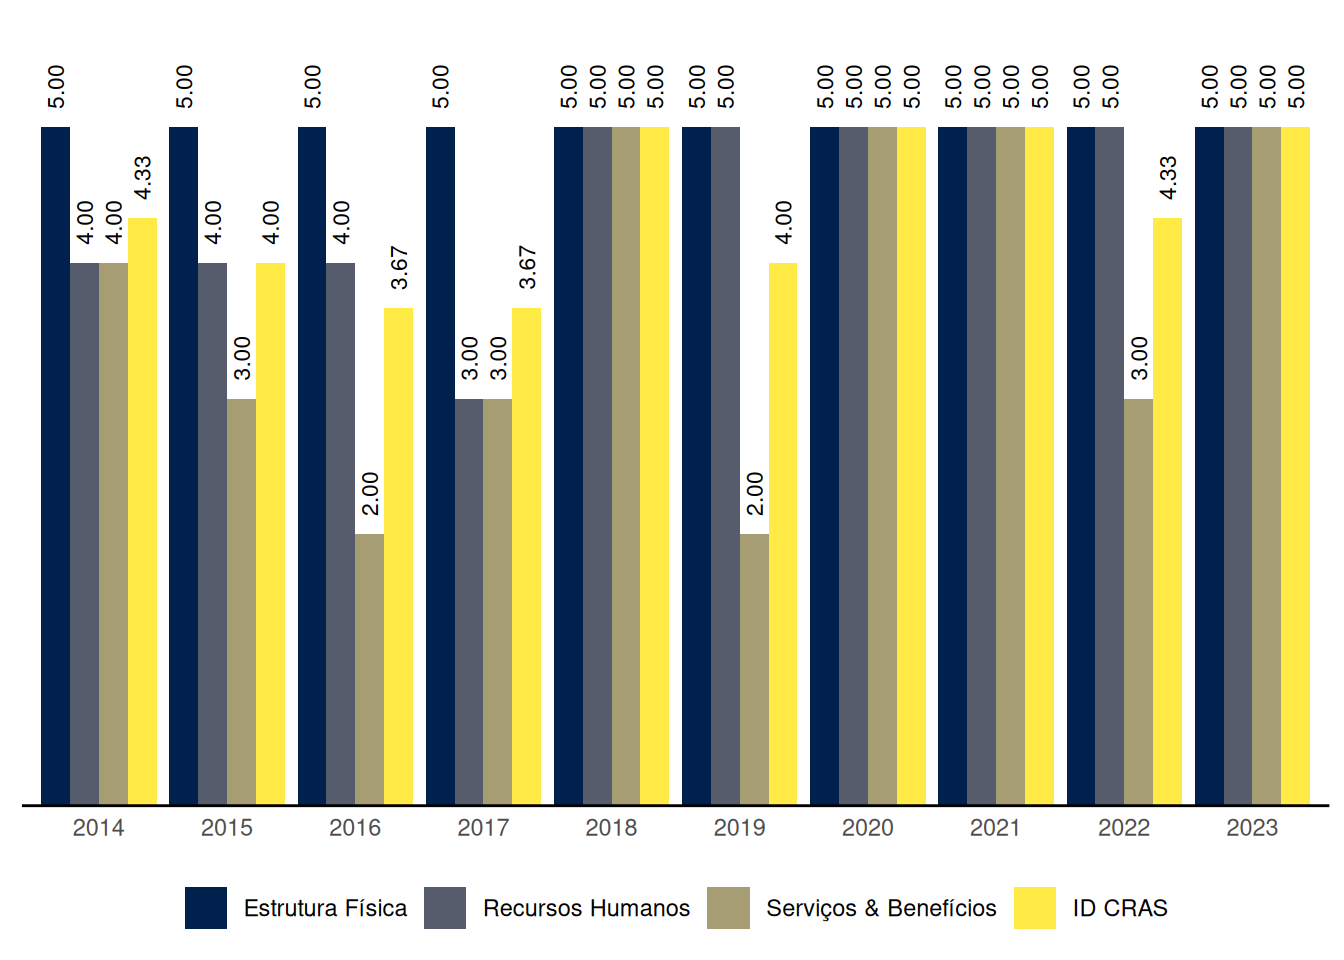 5.00 4.00 4.00 4.33 5.00 4.00 3.00 4.00 5.00 4.00 2.00 3.67 5.00 3.00 3.00 3.67 5.00 5.00 5.00 5.00 5.00 5.00 2.00 4.00 5.00 5.00 5.00 5.00 5.00 5.00 5.00 5.00 5.00 5.00 3.00 4.33 5.00 5.00 5.00 5.00
2014 2015 2016 2017 2018 2019 2020 2021 2022 2023
Estrutura Física Recursos Humanos Serviços & Benefícios ID CRAS